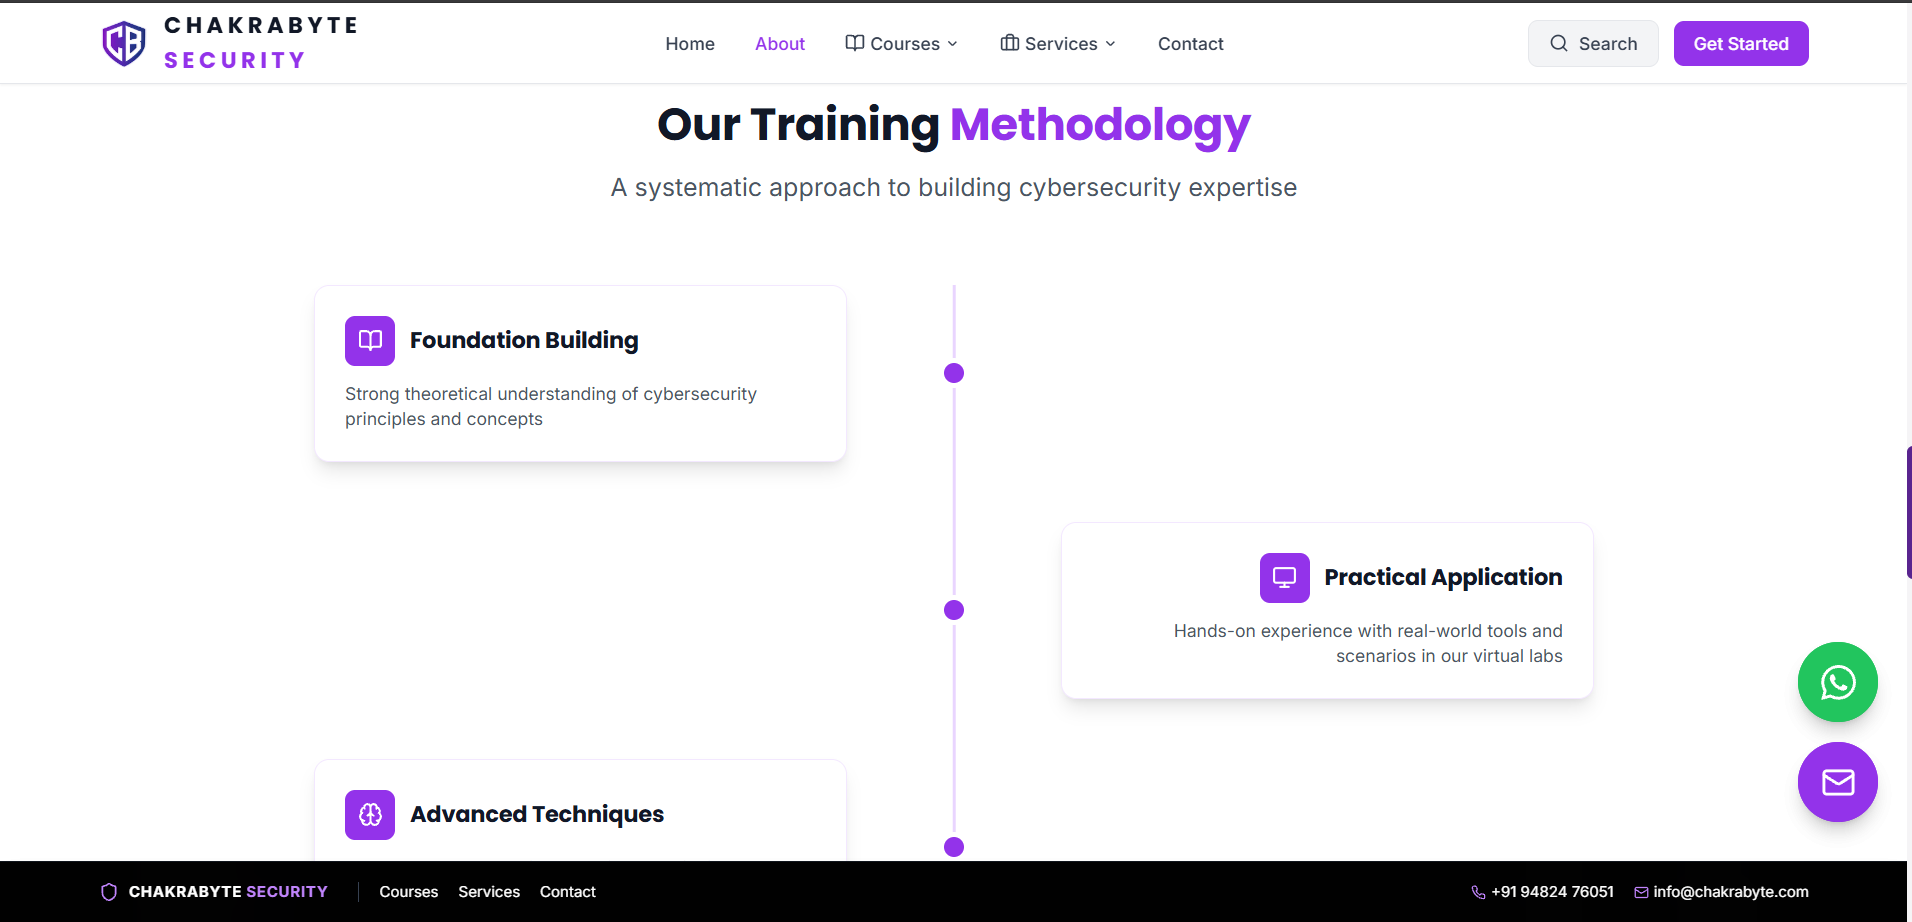 CHAKRABYTE
SECURITY
Home
About
Courses
Services
Contact
Search
Get Started
Our Training Methodology
A systematic approach to building cybersecurity expertise
Foundation Building
Strong theoretical understanding of cybersecurity
principles and concepts
Practical Application
Hands-on experience with real-world tools and
scenarios in our virtual labs
Advanced Techniques
CHAKRABYTE SECURITY
Courses
Services
Contact
+91 94824 76051
info@chakrabyte.com